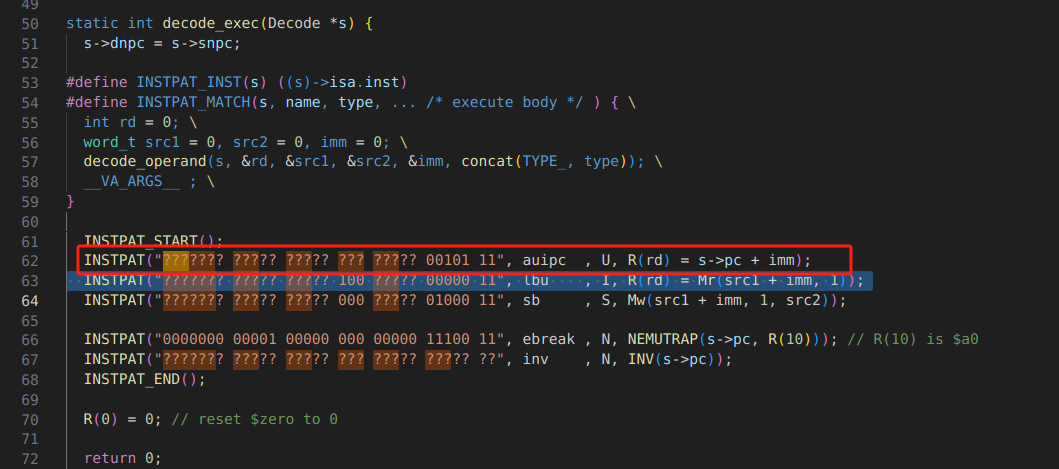 49
50 static int decode_exec(Decode *s) {
51   s->dnpc = s->snpc;
52
53 #define INSTPAT_INST(s) ((s)->isa.inst)
54 #define INSTPAT_MATCH(s, name, type, ... /* execute body */ ) { \
55   int rd = 0; \
56   word_t src1 = 0, src2 = 0, imm = 0; \
57   decode_operand(s, &rd, &src1, &src2, &imm, concat(TYPE_, type)); \
58   __VA_ARGS__ ; \
59 }
60
61   INSTPAT_START();
62   INSTPAT("??????? ????? ????? ??? ????? 00101 11", auipc  , U, R(rd) = s->pc + imm);
63   INSTPAT("??????? ????? ????? 100 ????? 00000 11", lbu    , I, R(rd) = Mr(src1 + imm, 1));
64   INSTPAT("??????? ????? ????? 000 ????? 01000 11", sb     , S, Mw(src1 + imm, 1, src2));
65
66   INSTPAT("0000000 00001 00000 000 00000 11100 11", ebreak , N, NEMUTRAP(s->pc, R(10))); // R(10) is $a0
67   INSTPAT("??????? ????? ????? ??? ????? ????? ??", inv    , N, INV(s->pc));
68   INSTPAT_END();
69
70   R(0) = 0; // reset $zero to 0
71
72   return 0;